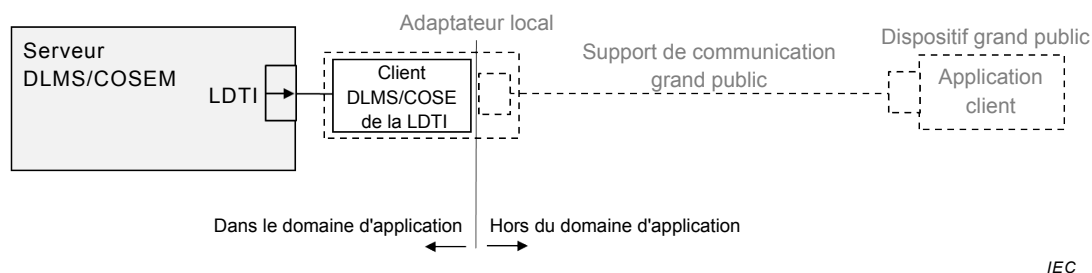 Adaptateur local
Serveur
DLMS/COSEM
LDTI
Client
DLMS/COSE
de la LDTI
Support de communication
grand public
Dispositif grand public
Application
client
Dans le domaine d'application
Hors du domaine d'application
IEC